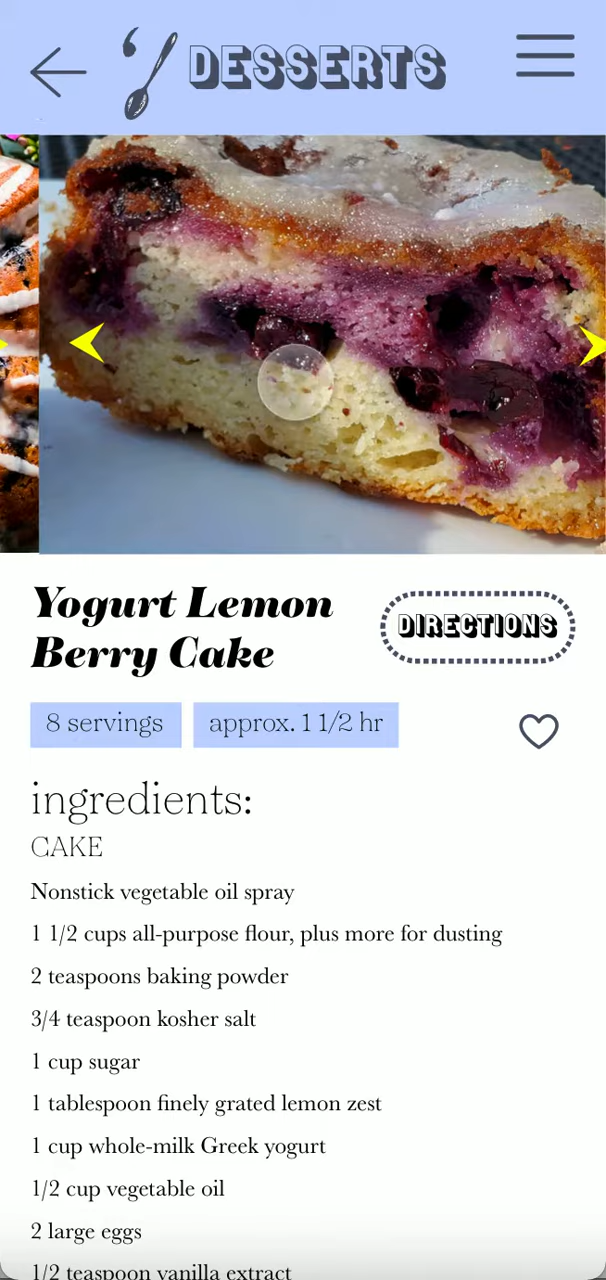 DESSERTS
Yogurt Lemon
Berry Cake
DIRECTIONS
8 servings
approx. 1 1/2 hr
ingredients:
CAKE
Nonstick vegetable oil spray
1 1/2 cups all-purpose flour, plus more for dusting
2 teaspoons baking powder
3/4 teaspoon kosher salt
1 cup sugar
1 tablespoon finely grated lemon zest
1 cup whole-milk Greek yogurt
1/2 cup vegetable oil
2 large eggs
1/2 teaspoon vanilla extract